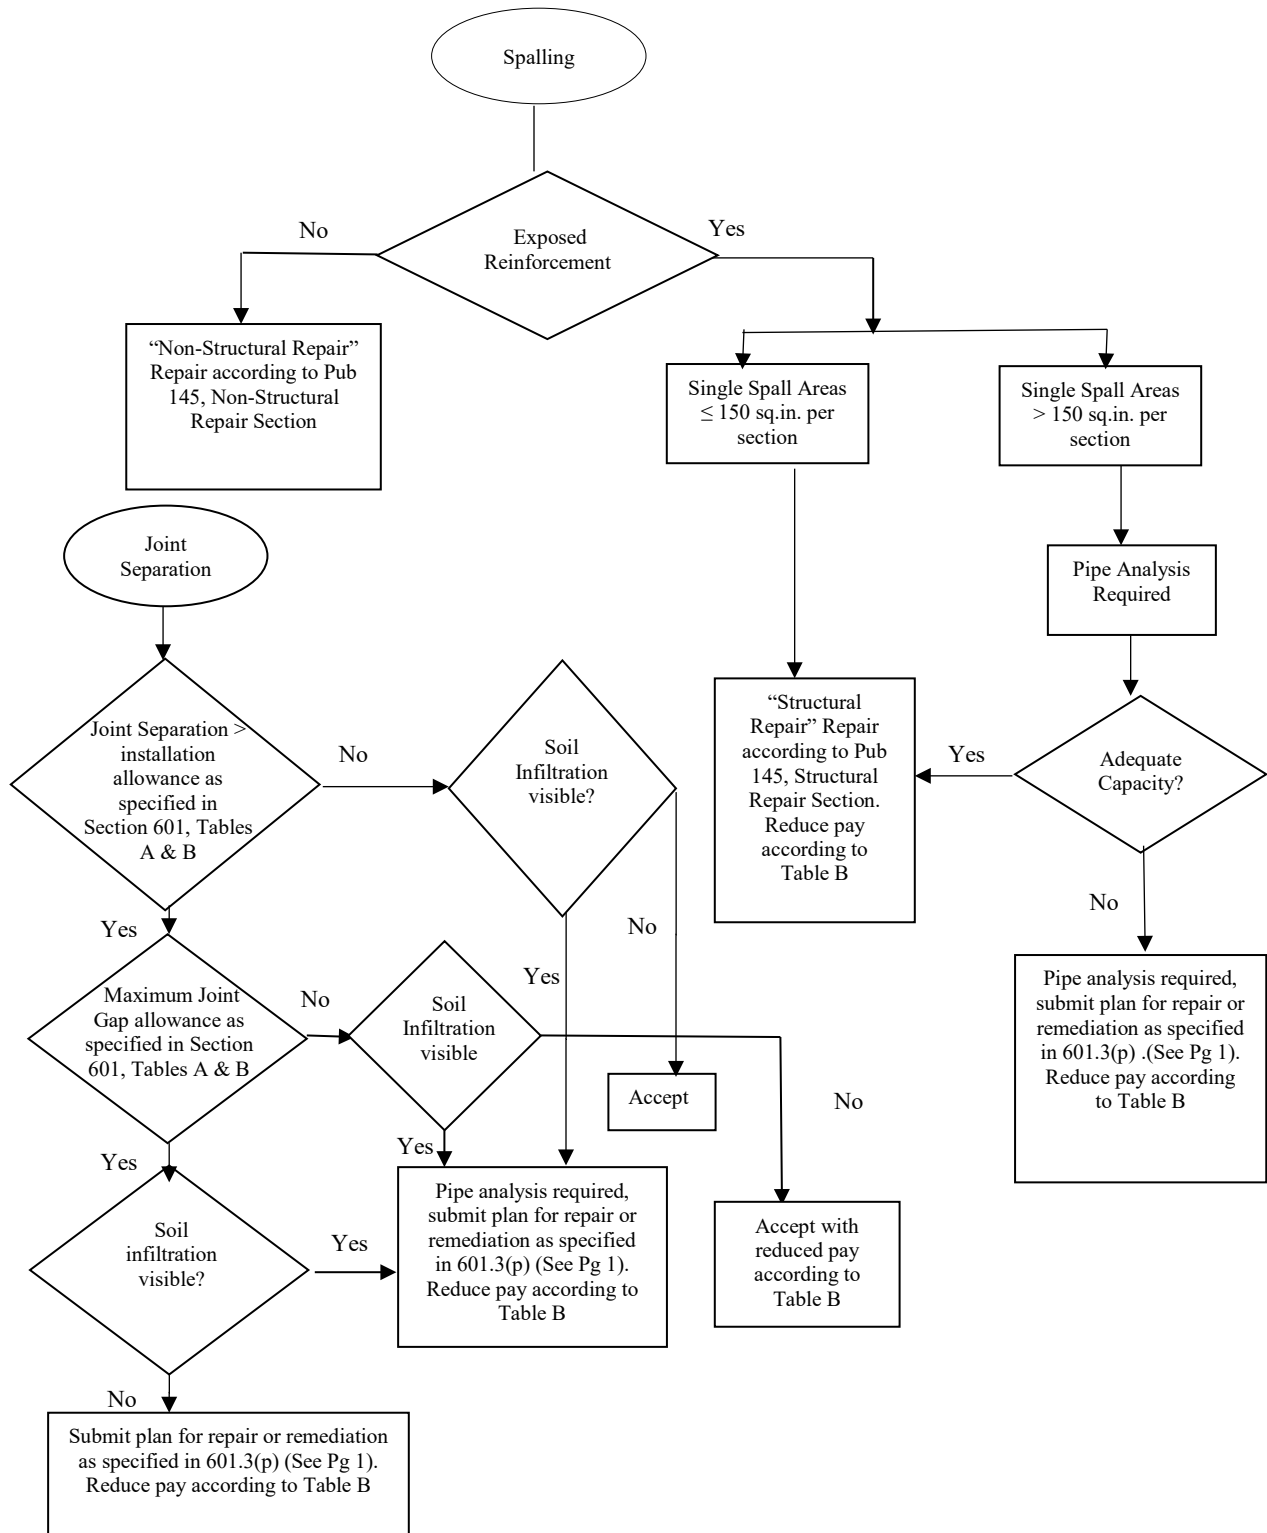 Spalling
No
Yes
Exposed
Reinforcement
“Non-Structural Repair”
Repair according to Pub
145, Non-Structural
Repair Section
Single Spall Areas
≤ 150 sq.in. per
section
Single Spall Areas
> 150 sq.in. per
section
Pipe Analysis
Required
Adequate
Capacity?
Yes
“Structural
Repair” Repair
according to Pub
145, Structural
Repair Section.
Reduce pay
according to
Table B
No
Pipe analysis required,
submit plan for repair or
remediation as specified
in 601.3(p) .(See Pg 1).
Reduce pay according
to Table B
Joint
Separation
Joint Separation >
installation
allowance as
specified in
Section 601, Tables
A & B
No
Soil
Infiltration
visible?
No
Yes
Accept
Yes
Maximum Joint
Gap allowance as
specified in Section
601, Tables A & B
No
Soil
Infiltration
visible
No
Yes
Accept with
reduced pay
according to
Table B
Yes
Soil
infiltration
visible?
Yes
Pipe analysis required,
submit plan for repair or
remediation as specified
in 601.3(p) (See Pg 1).
Reduce pay according to
Table B
No
Submit plan for repair or remediation
as specified in 601.3(p) (See Pg 1).
Reduce pay according to Table B